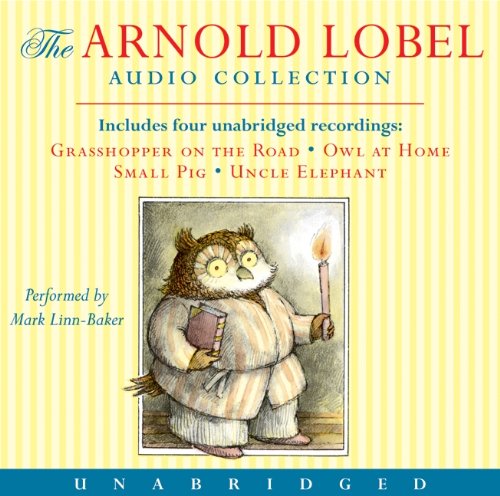 The ARNOLD LOBEL
AUDIO COLLECTION
Includes four unabridged recordings:
GRASSHOPPER ON THE ROAD • OWL AT HOME
SMALL PIG • UNCLE ELEPHANT
Performed by
Mark Linn-Baker
UNABRIDGED